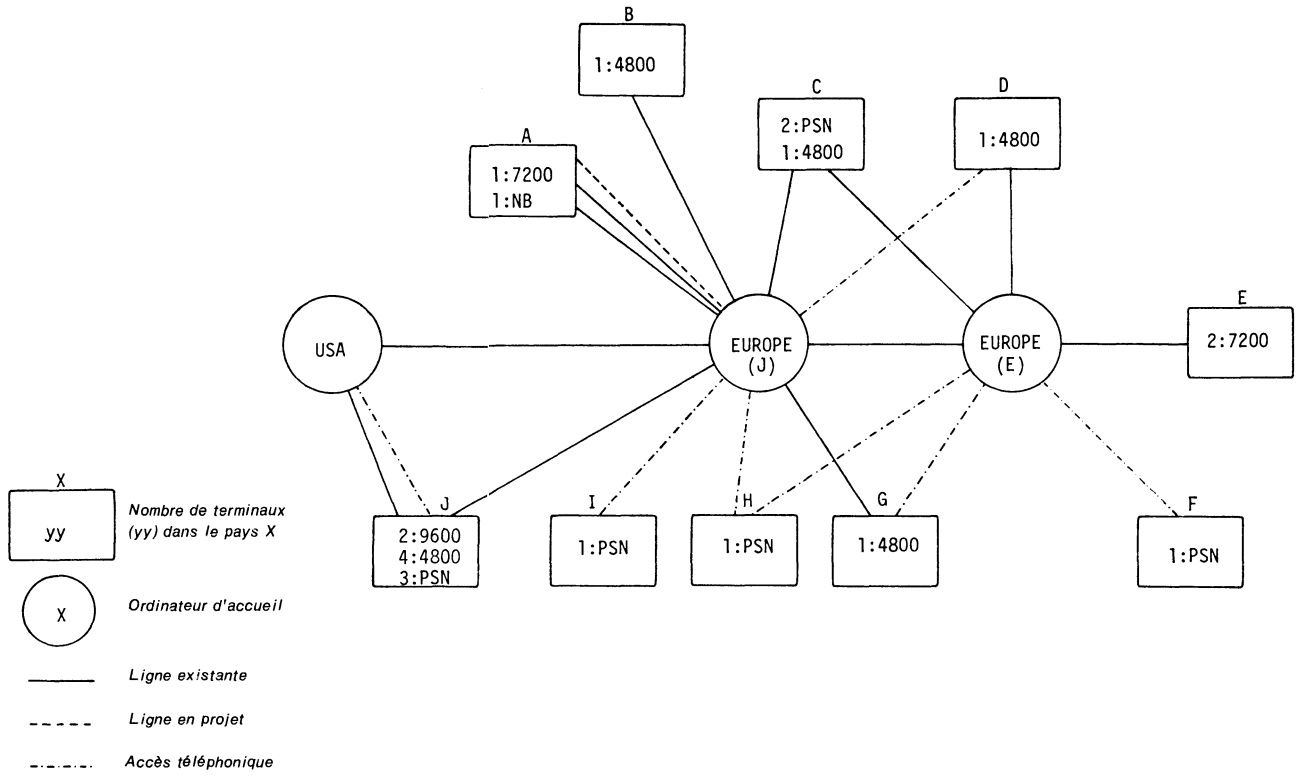 B
1:4800
C
2:PSN
1:4800
D
1:4800
A
1:7200
1:NB
E
2:7200
USA
EUROPE
(J)
EUROPE
(E)
X
yy
Nombre de terminaux
(yy) dans le pays X
J
2:9600
4:4800
3:PSN
I
1:PSN
H
1:PSN
G
1:4800
F
1:PSN
X
Ordinateur d'accueil
Ligne existante
Ligne en projet
Accès téléphonique